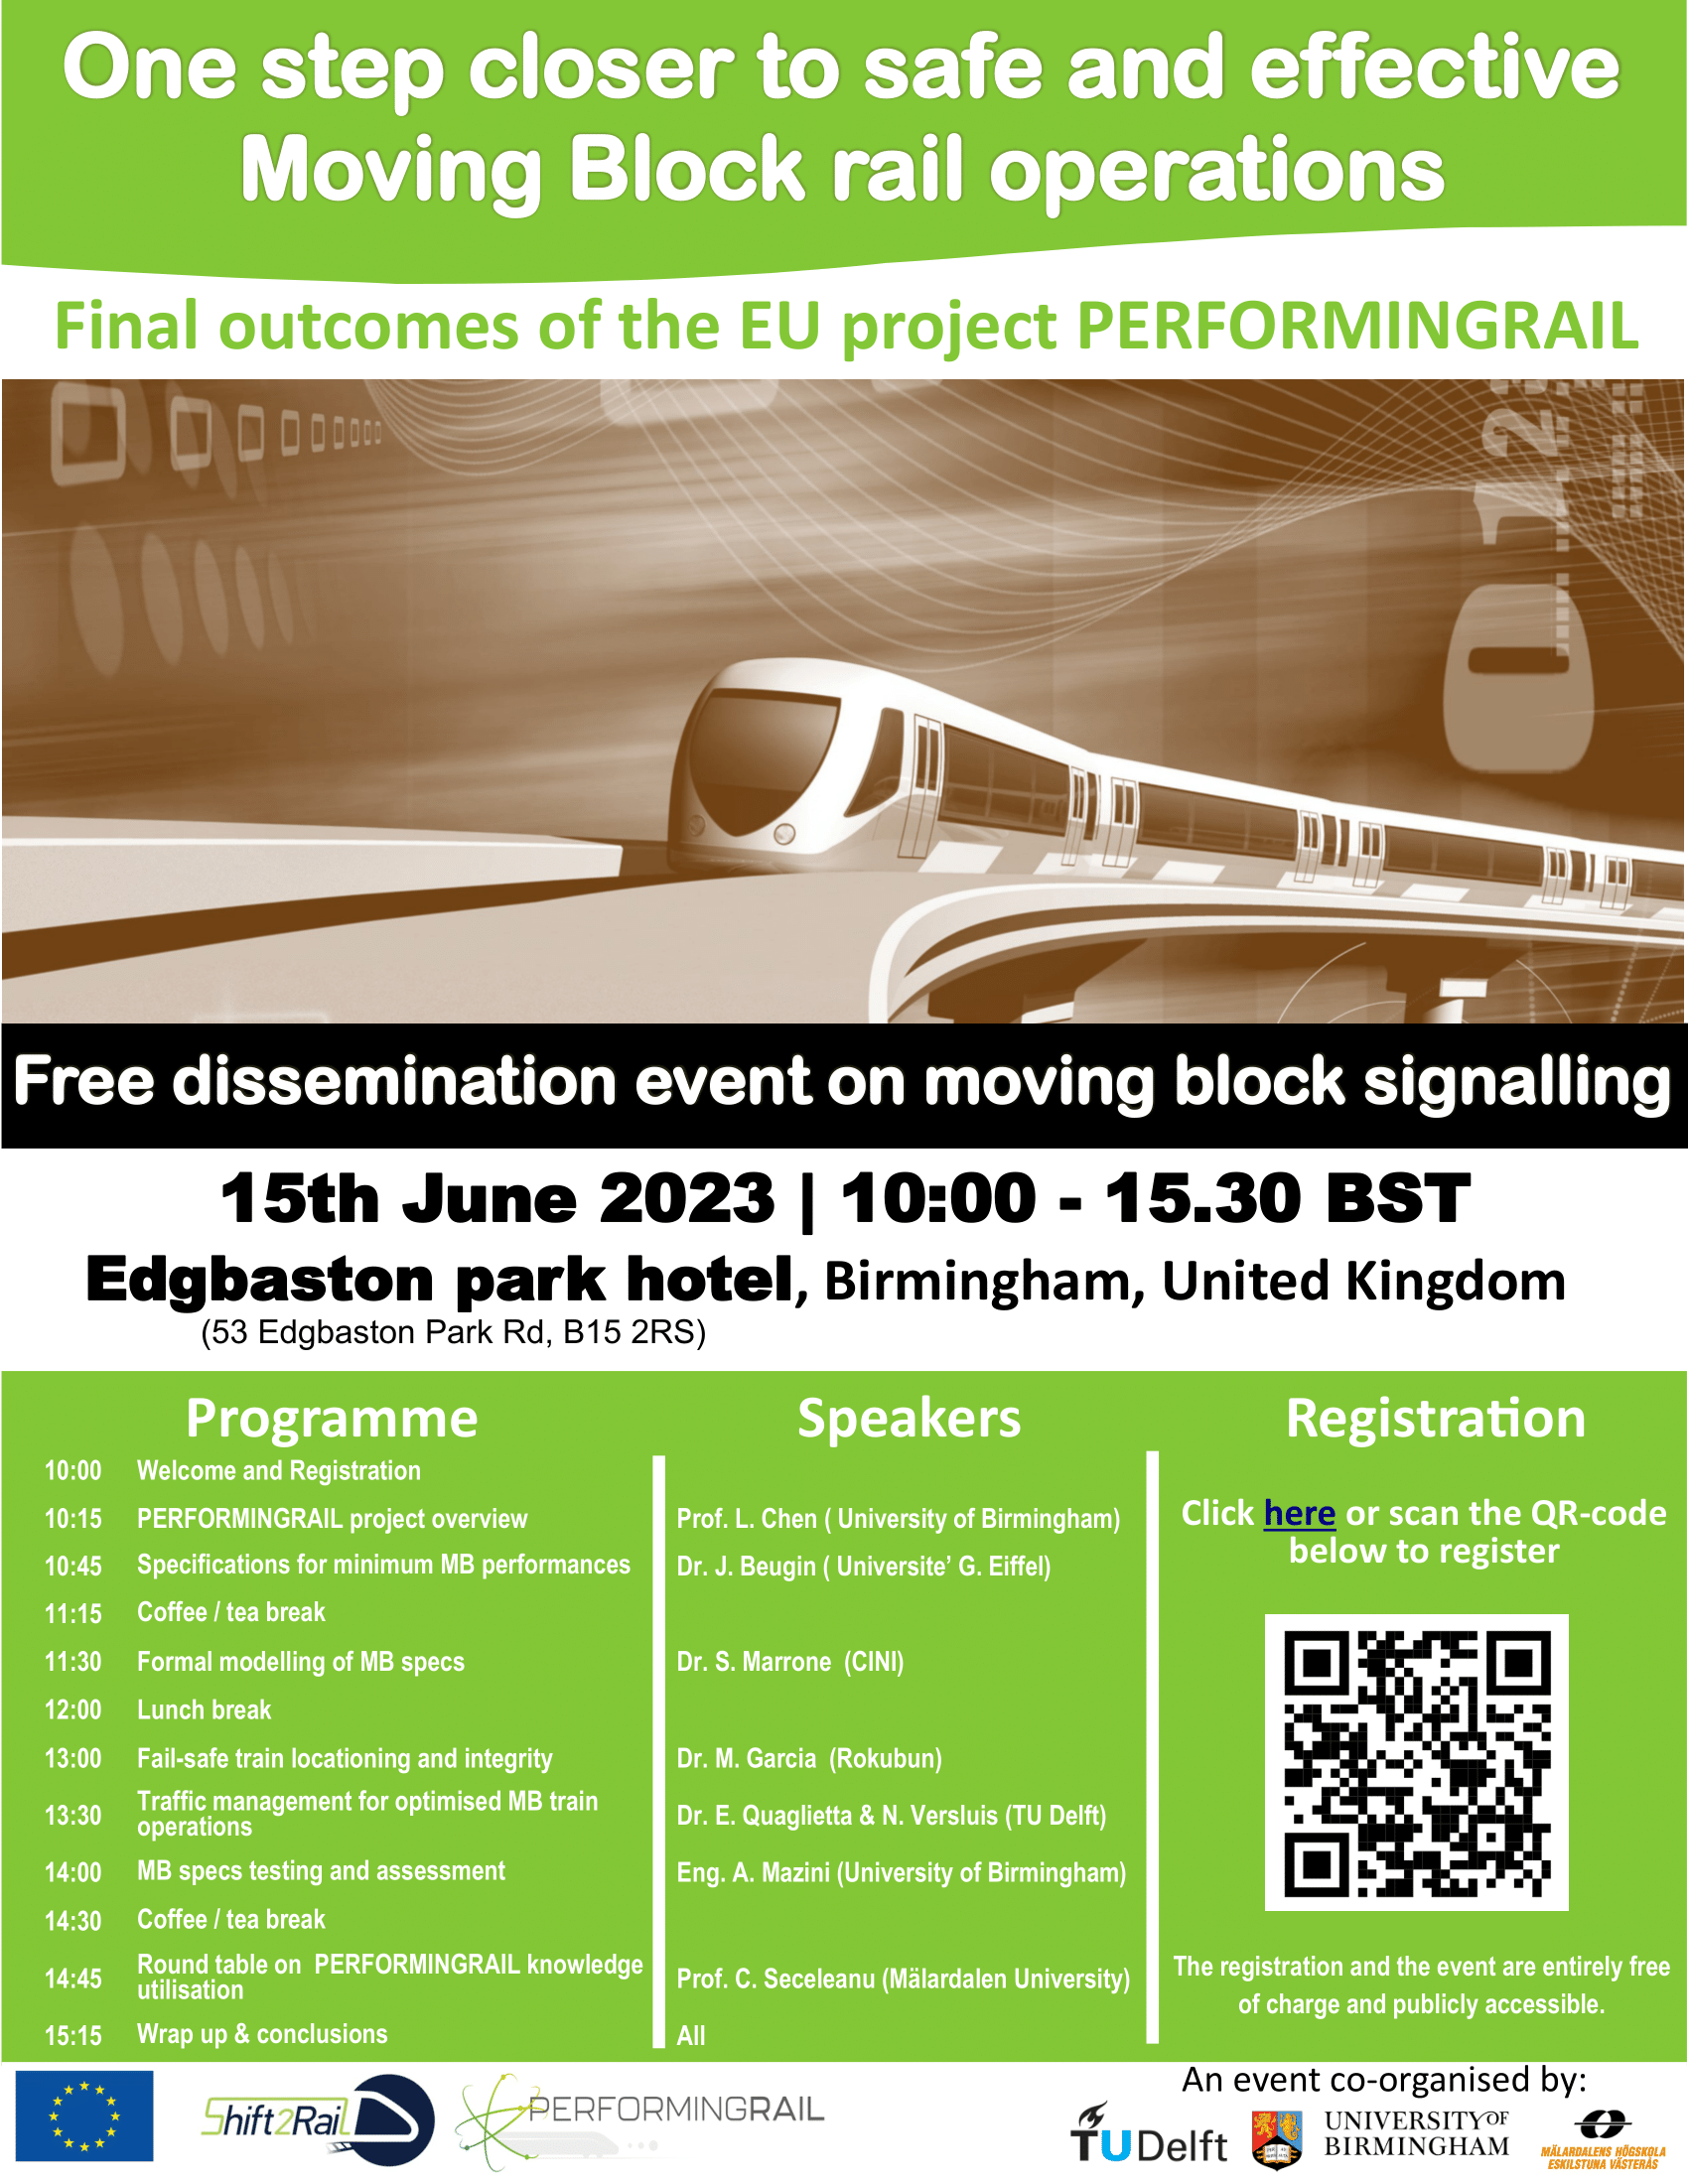 One step closer to safe and effective
Moving Block rail operations
Final outcomes of the EU project PERFORMINGRAIL
Free dissemination event on moving block signalling
15th June 2023 | 10:00 - 15.30 BST
Edgbaston park hotel, Birmingham, United Kingdom
(53 Edgbaston Park Rd, B15 2RS)
Programme
Speakers
Registration
10:00 Welcome and Registration
10:15 PERFORMINGRAIL project overview Prof. L. Chen ( University of Birmingham)
10:45 Specifications for minimum MB performances Dr. J. Beugin ( Universite’ G. Eiffel)
11:15 Coffee / tea break
11:30 Formal modelling of MB specs Dr. S. Marrone (CINI)
12:00 Lunch break
13:00 Fail-safe train locationing and integrity Dr. M. Garcia (Rokubun)
13:30 Traffic management for optimised MB train
operations Dr. E. Quaglietta & N. Versluis (TU Delft)
14:00 MB specs testing and assessment Eng. A. Mazini (University of Birmingham)
14:30 Coffee / tea break
14:45 Round table on PERFORMINGRAIL knowledge
utilisation Prof. C. Seceleanu (Mälardalen University)
15:15 Wrap up & conclusions All
Click here or scan the QR-code
below to register
The registration and the event are entirely free
of charge and publicly accessible.
Shift2Rail
PERFORMINGRAIL
An event co-organised by:
TUDelft
UNIVERSITY OF
BIRMINGHAM
MÄLARDALENS HÖGSKOLA
ESKILSTUNA VÄSTERÅS